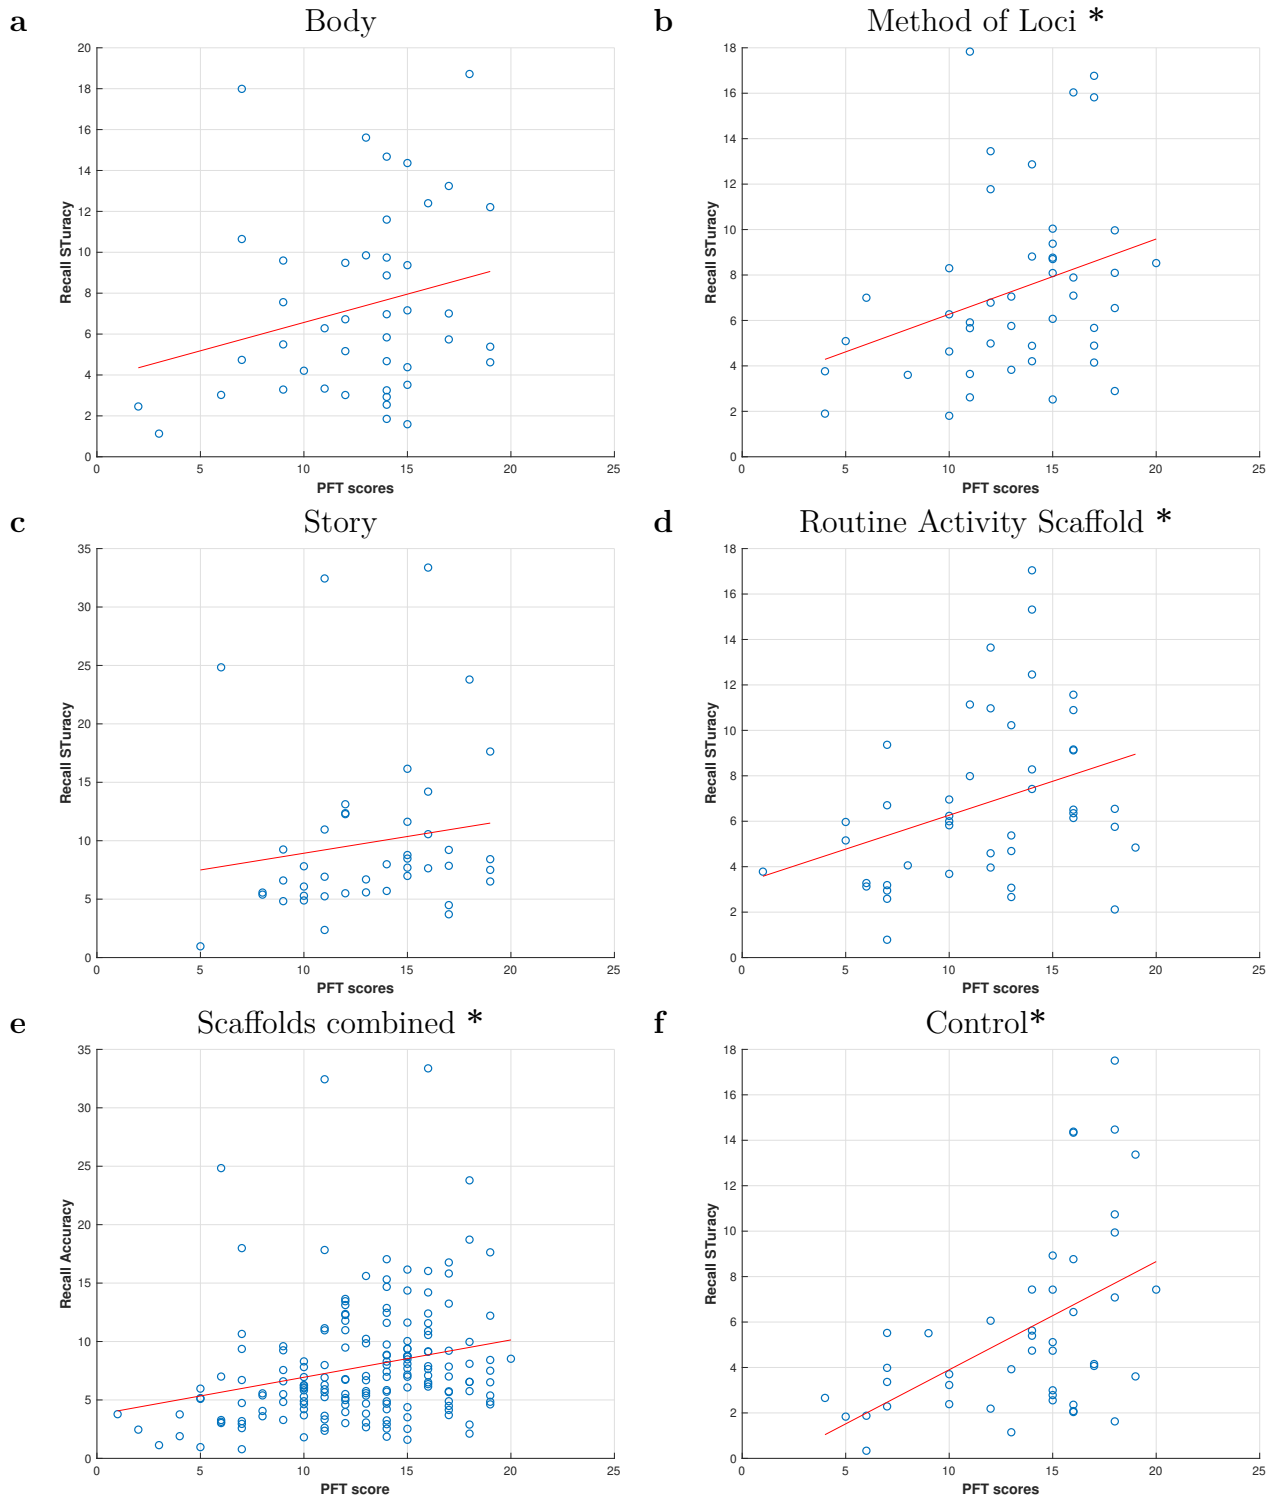 a Body
20
18
16
14
12
10
8
6
4
2
0
0 5 10 15 20 25
Recall STuracy
PFT scores
b Method of Loci *
18
16
14
12
10
8
6
4
2
0
0 5 10 15 20 25
Recall STuracy
PFT scores
c Story
35
30
25
20
15
10
5
0
0 5 10 15 20 25
Recall STuracy
PFT scores
d Routine Activity Scaffold *
18
16
14
12
10
8
6
4
2
0
0 5 10 15 20 25
Recall STuracy
PFT scores
e Scaffolds combined *
35
30
25
20
15
10
5
0
0 5 10 15 20 25
Recall Accuracy
PFT score
f Control*
18
16
14
12
10
8
6
4
2
0
0 5 10 15 20 25
Recall STuracy
PFT scores